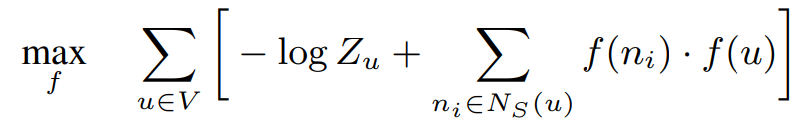 max_f ∑_{u∈V} [ − log Z_u + ∑_{n_i∈N_S(u)} f(n_i) · f(u) ]